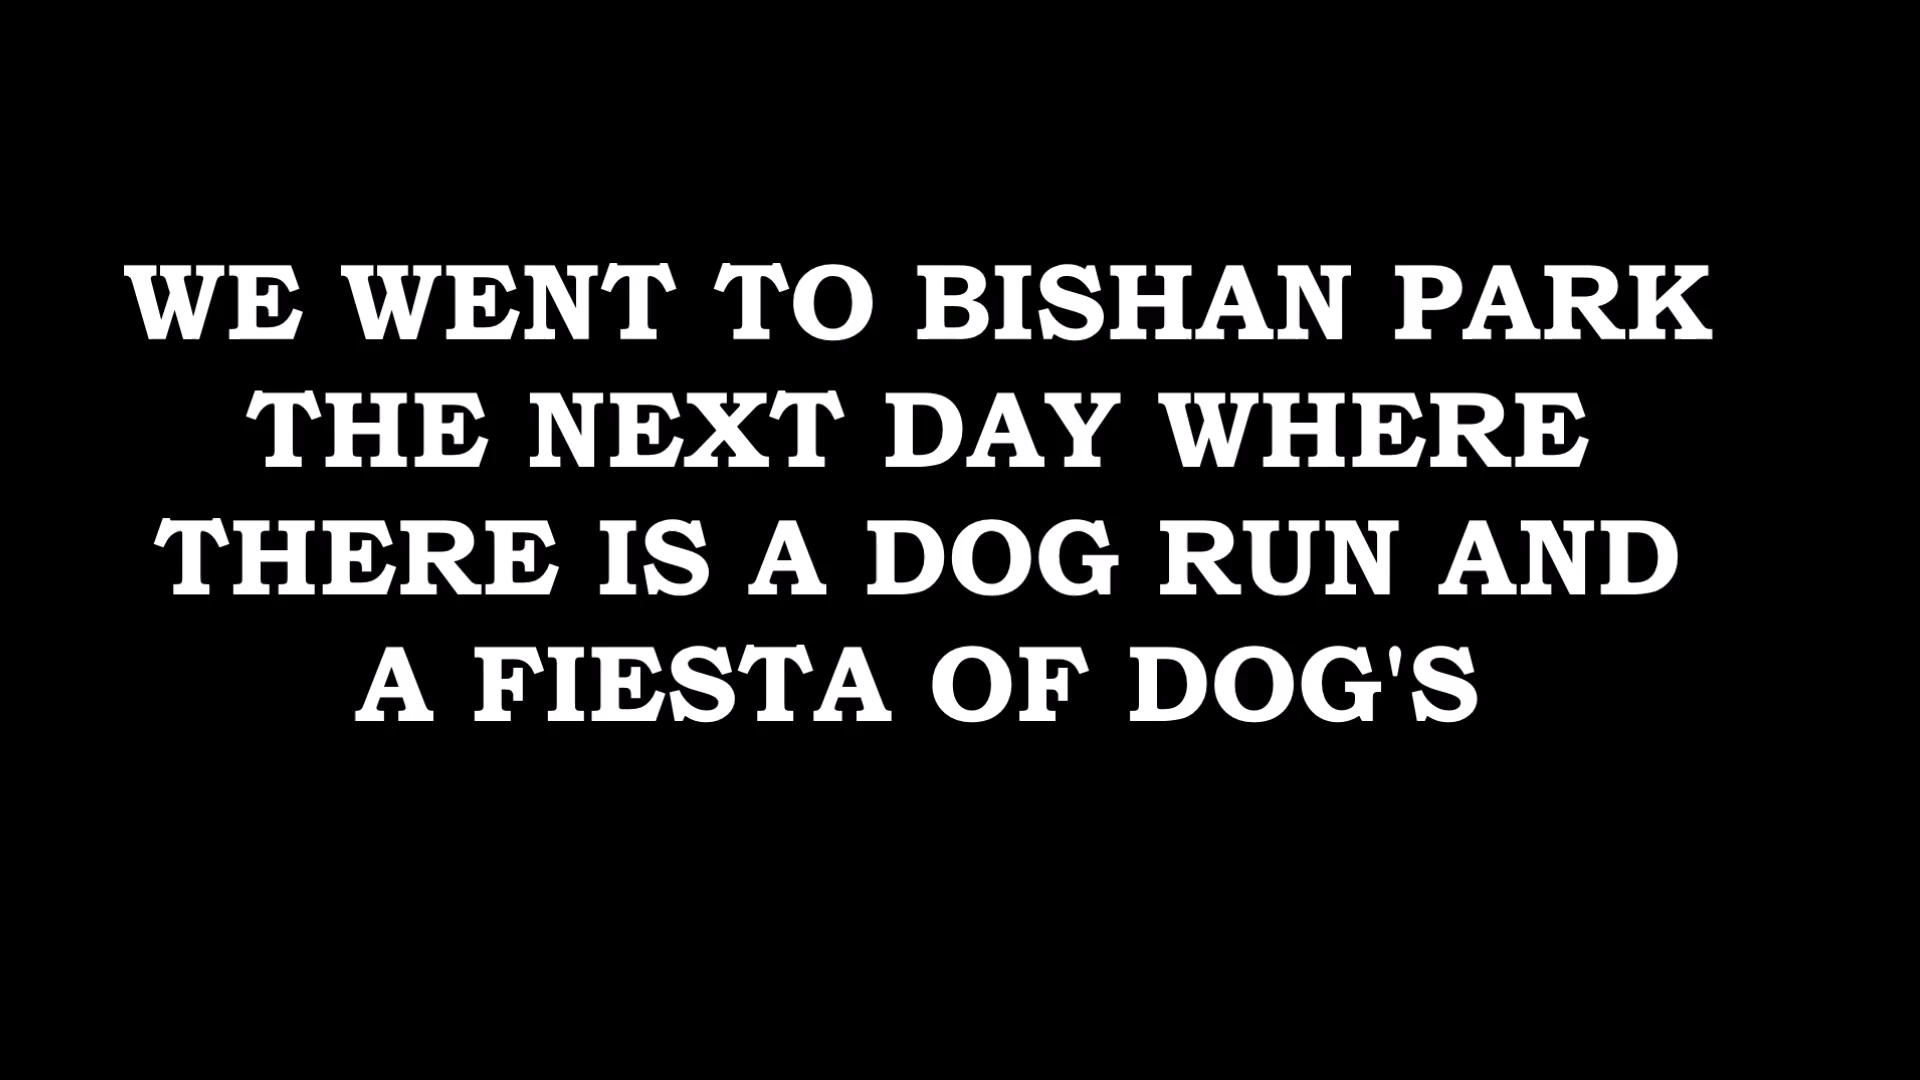 WE WENT TO BISHAN PARK
THE NEXT DAY WHERE
THERE IS A DOG RUN AND
A FIESTA OF DOG'S